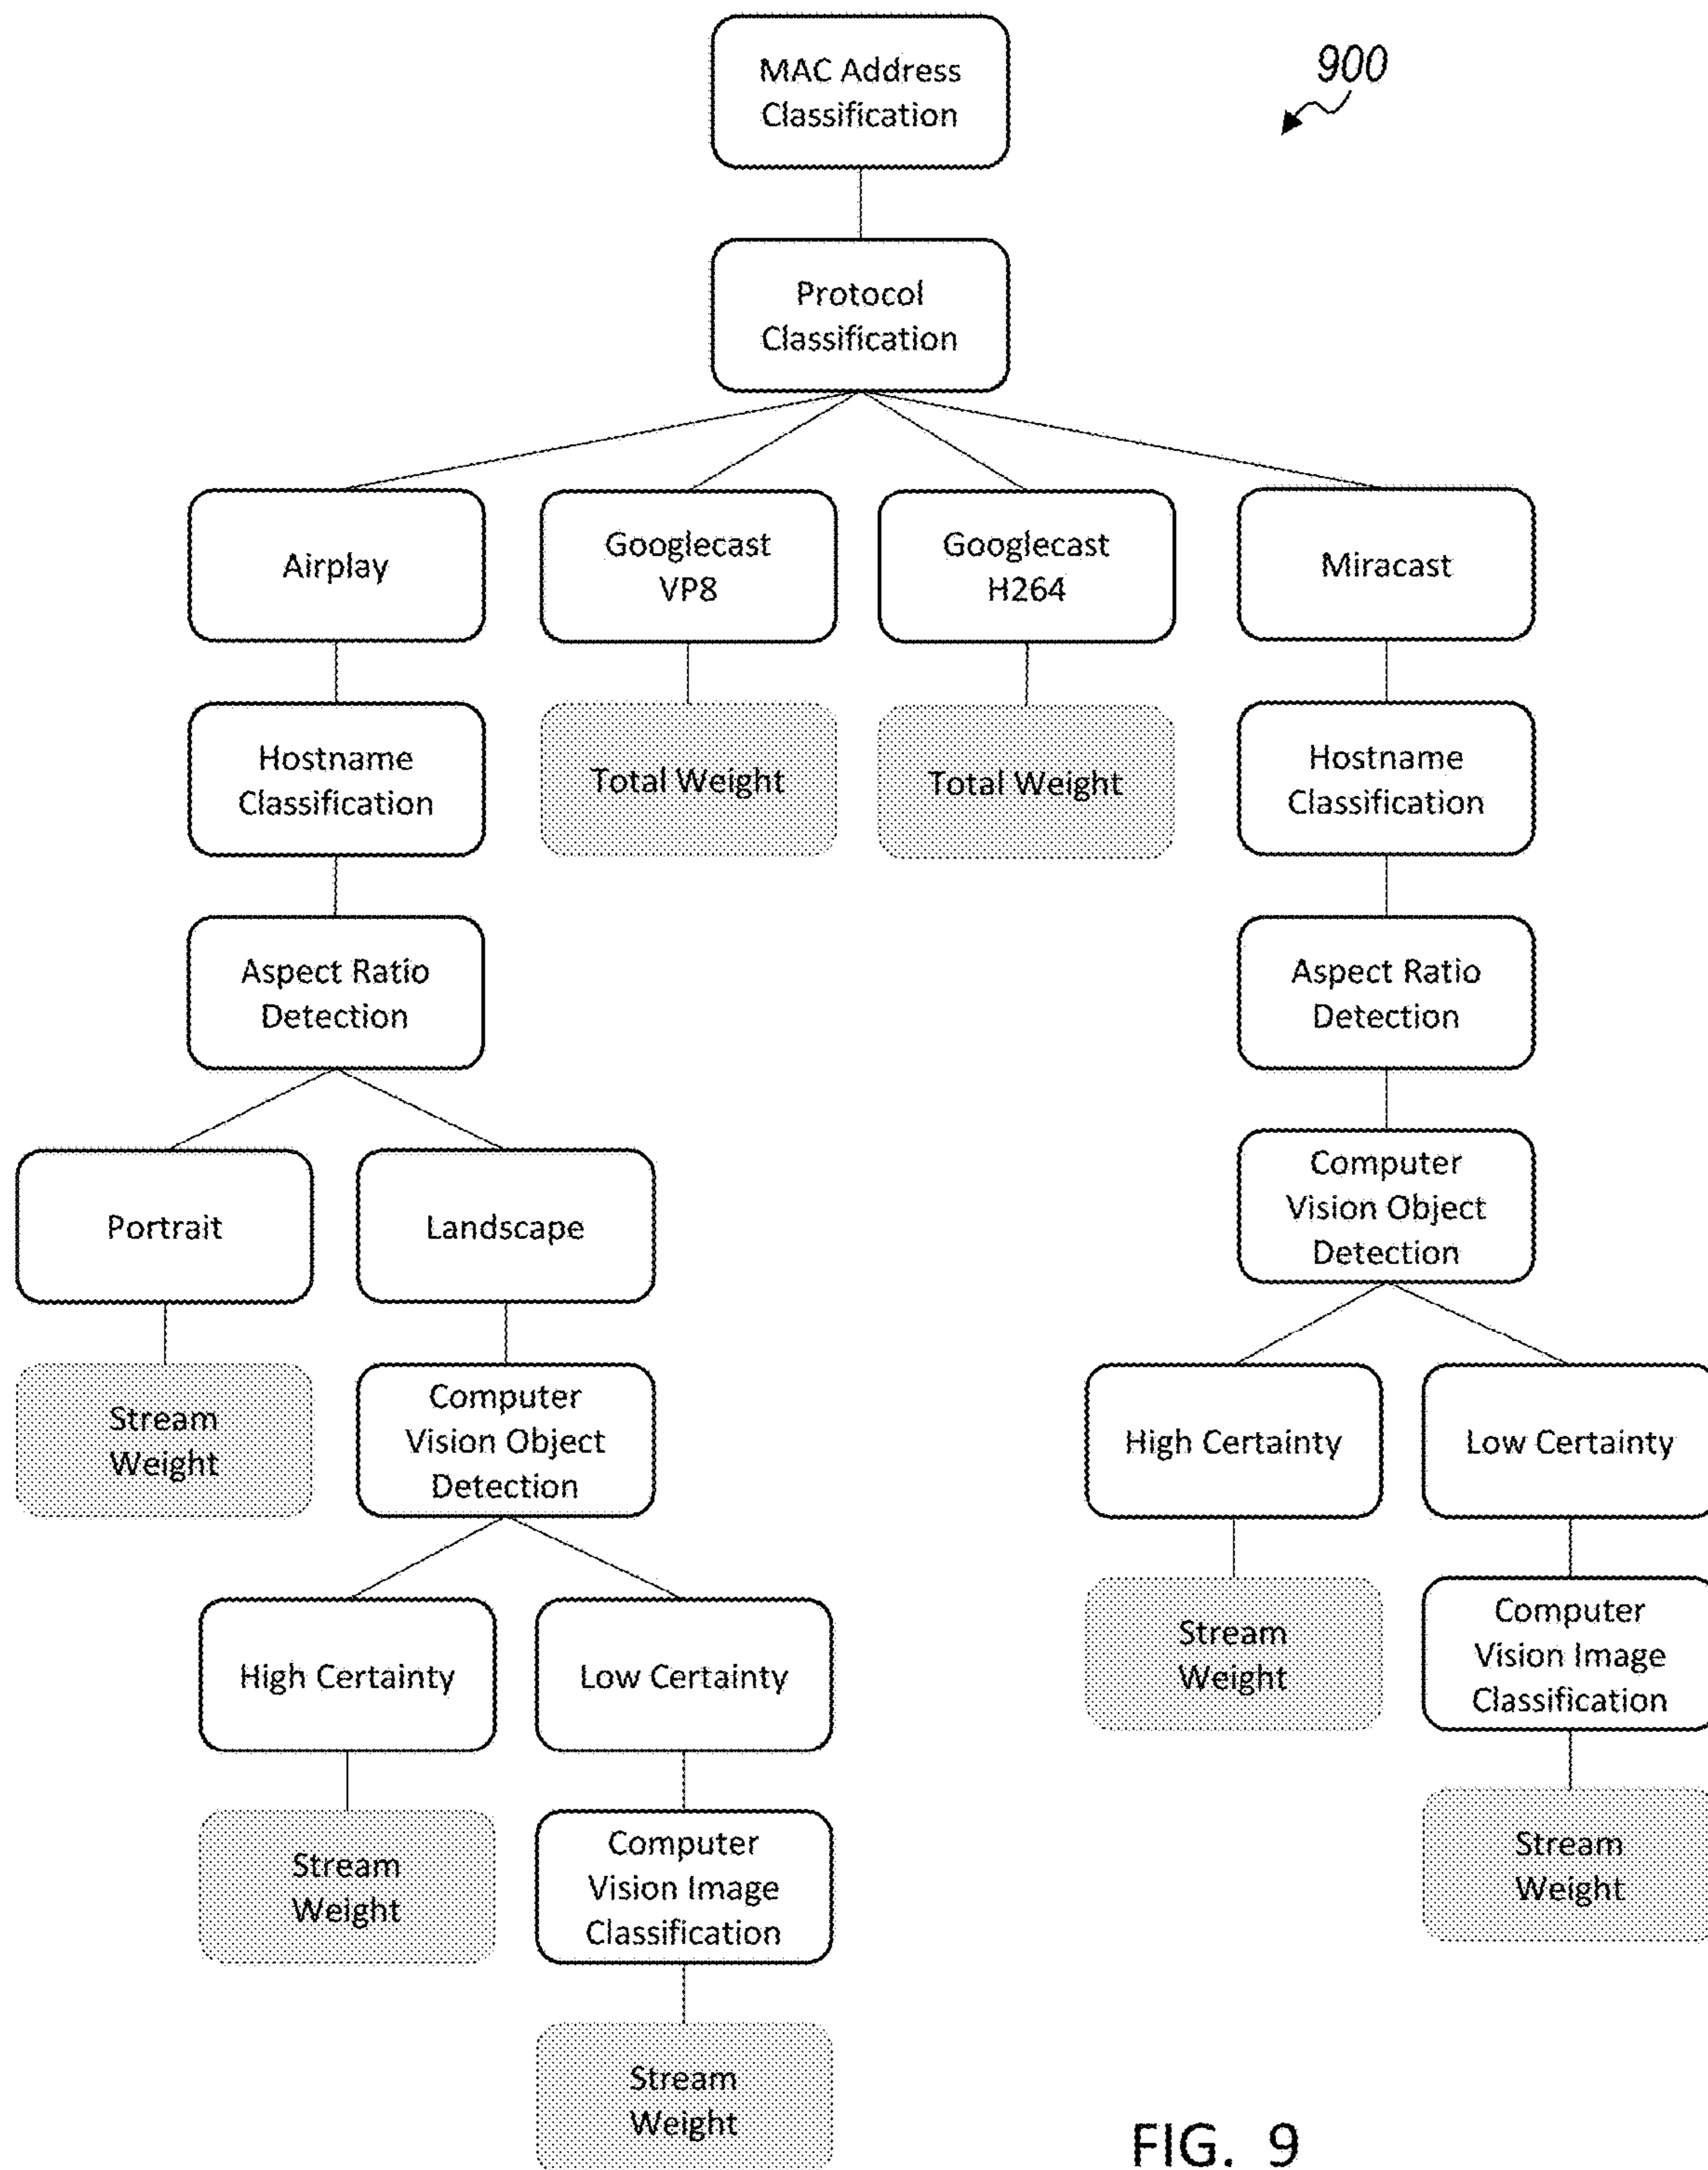 MAC Address
Classification
900
Protocol
Classification
Airplay
Googlecast
VP8
Googlecast
H264
Miracast
Hostname
Classification
Total Weight
Total Weight
Hostname
Classification
Aspect Ratio
Detection
Aspect Ratio
Detection
Portrait
Landscape
Computer
Vision Object
Detection
Stream
Weight
Computer
Vision Object
Detection
High Certainty
Low Certainty
High Certainty
Low Certainty
Stream
Weight
Computer
Vision Image
Classification
Stream
Weight
Computer
Vision Image
Classification
Stream
Weight
Stream
Weight
FIG. 9